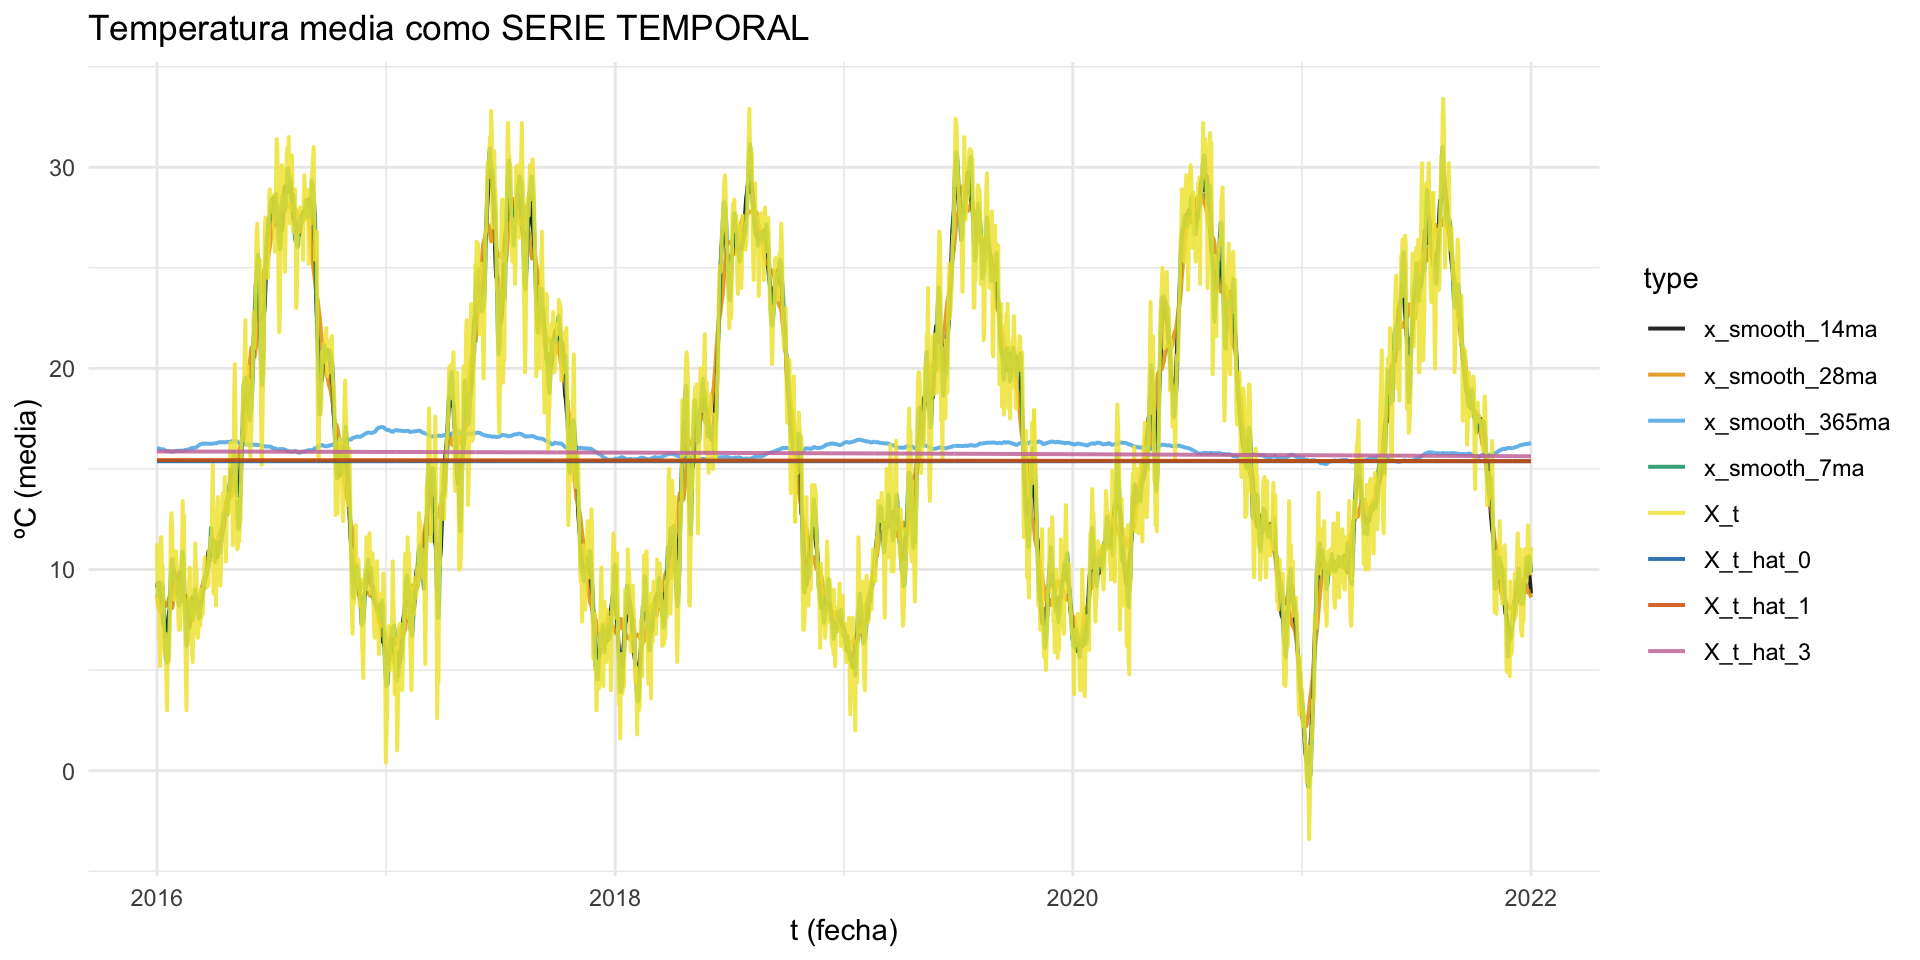 Temperatura media como SERIE TEMPORAL
30
20
10
0
ºC (media)
2016
2018
2020
2022
t (fecha)
type
x_smooth_14ma
x_smooth_28ma
x_smooth_365ma
x_smooth_7ma
X_t
X_t_hat_0
X_t_hat_1
X_t_hat_3